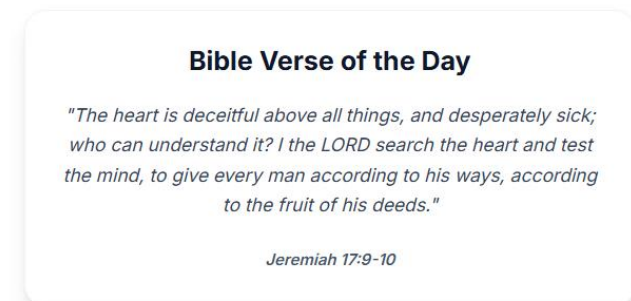 Bible Verse of the Day
"The heart is deceitful above all things, and desperately sick;
who can understand it? I the LORD search the heart and test
the mind, to give every man according to his ways, according
to the fruit of his deeds."
Jeremiah 17:9-10